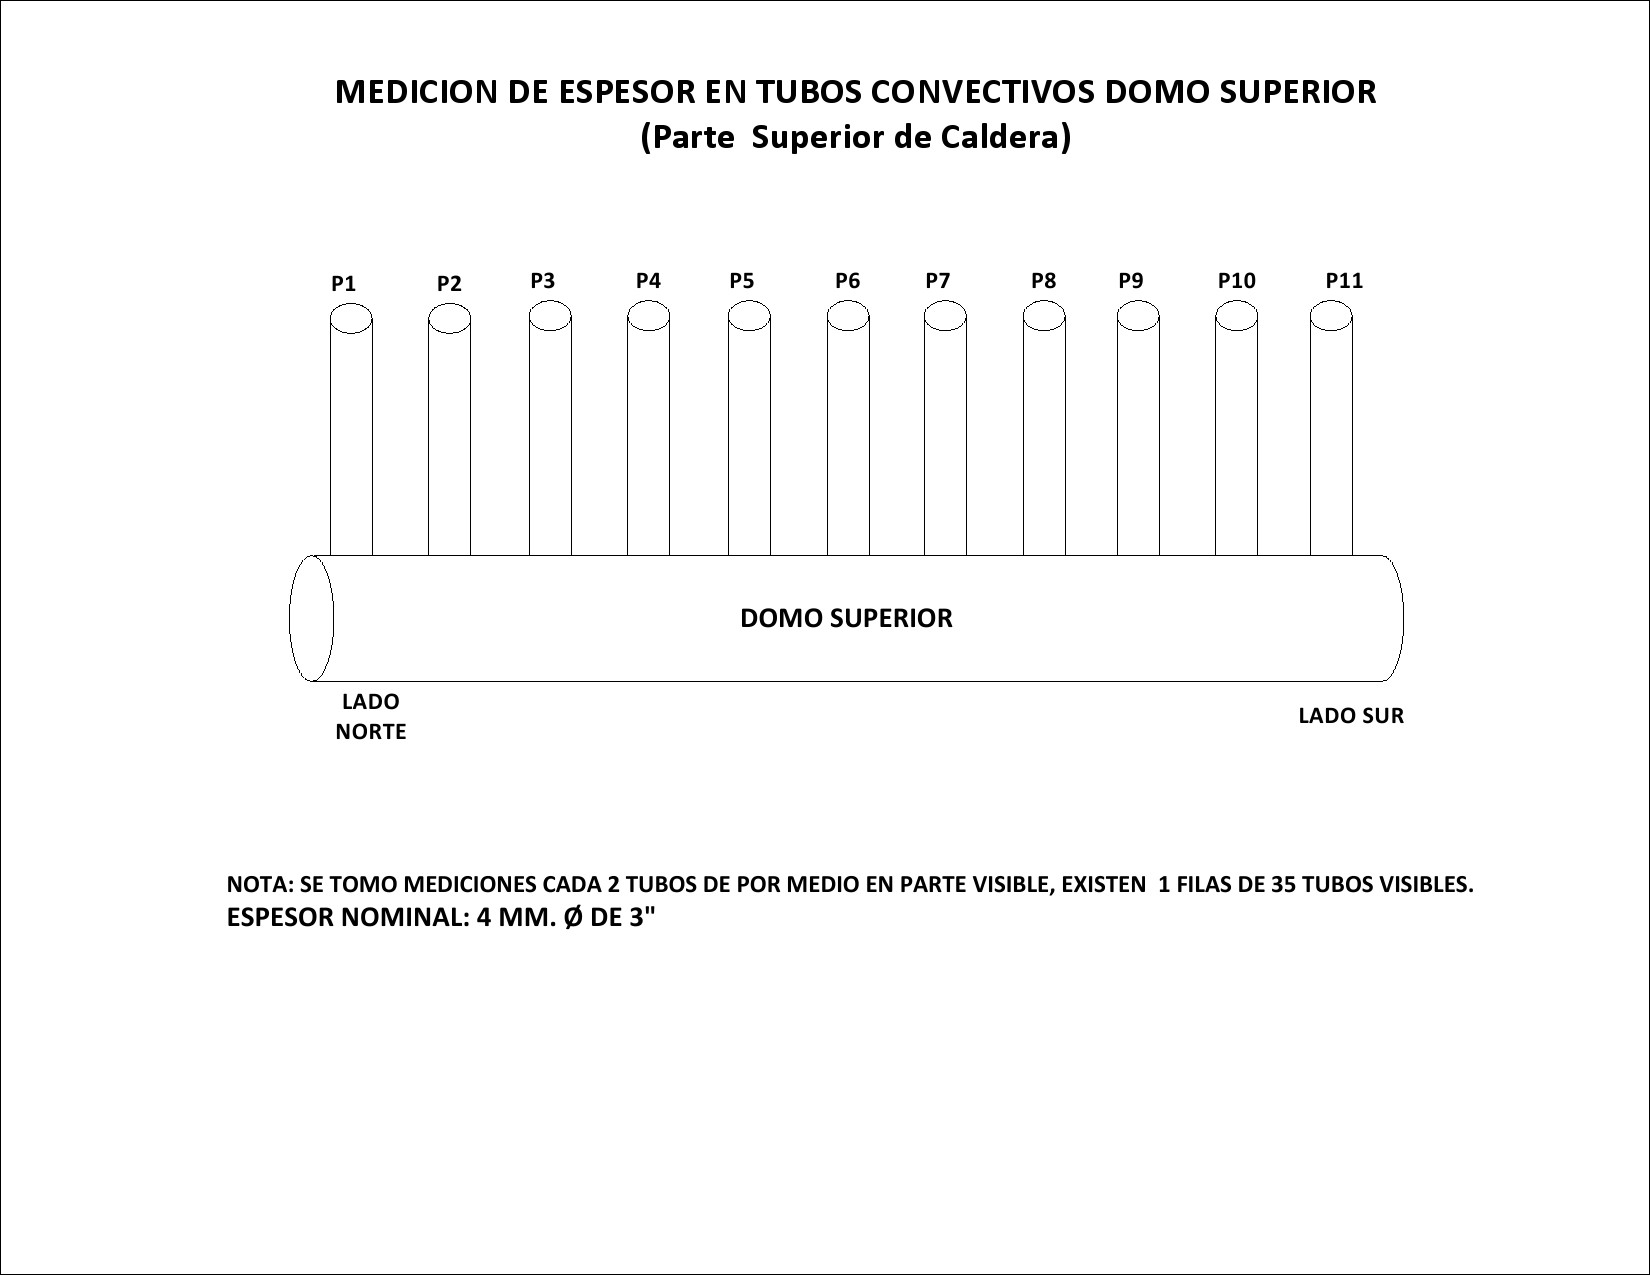 MEDICION DE ESPESOR EN TUBOS CONVECTIVOS DOMO SUPERIOR
(Parte  Superior de Caldera)
P1 P2 P3 P4 P5 P6 P7 P8 P9 P10 P11
DOMO SUPERIOR
LADO
NORTE
LADO SUR
NOTA: SE TOMO MEDICIONES CADA 2 TUBOS DE POR MEDIO EN PARTE VISIBLE, EXISTEN  1 FILAS DE 35 TUBOS VISIBLES.
ESPESOR NOMINAL: 4 MM. Ø DE 3"